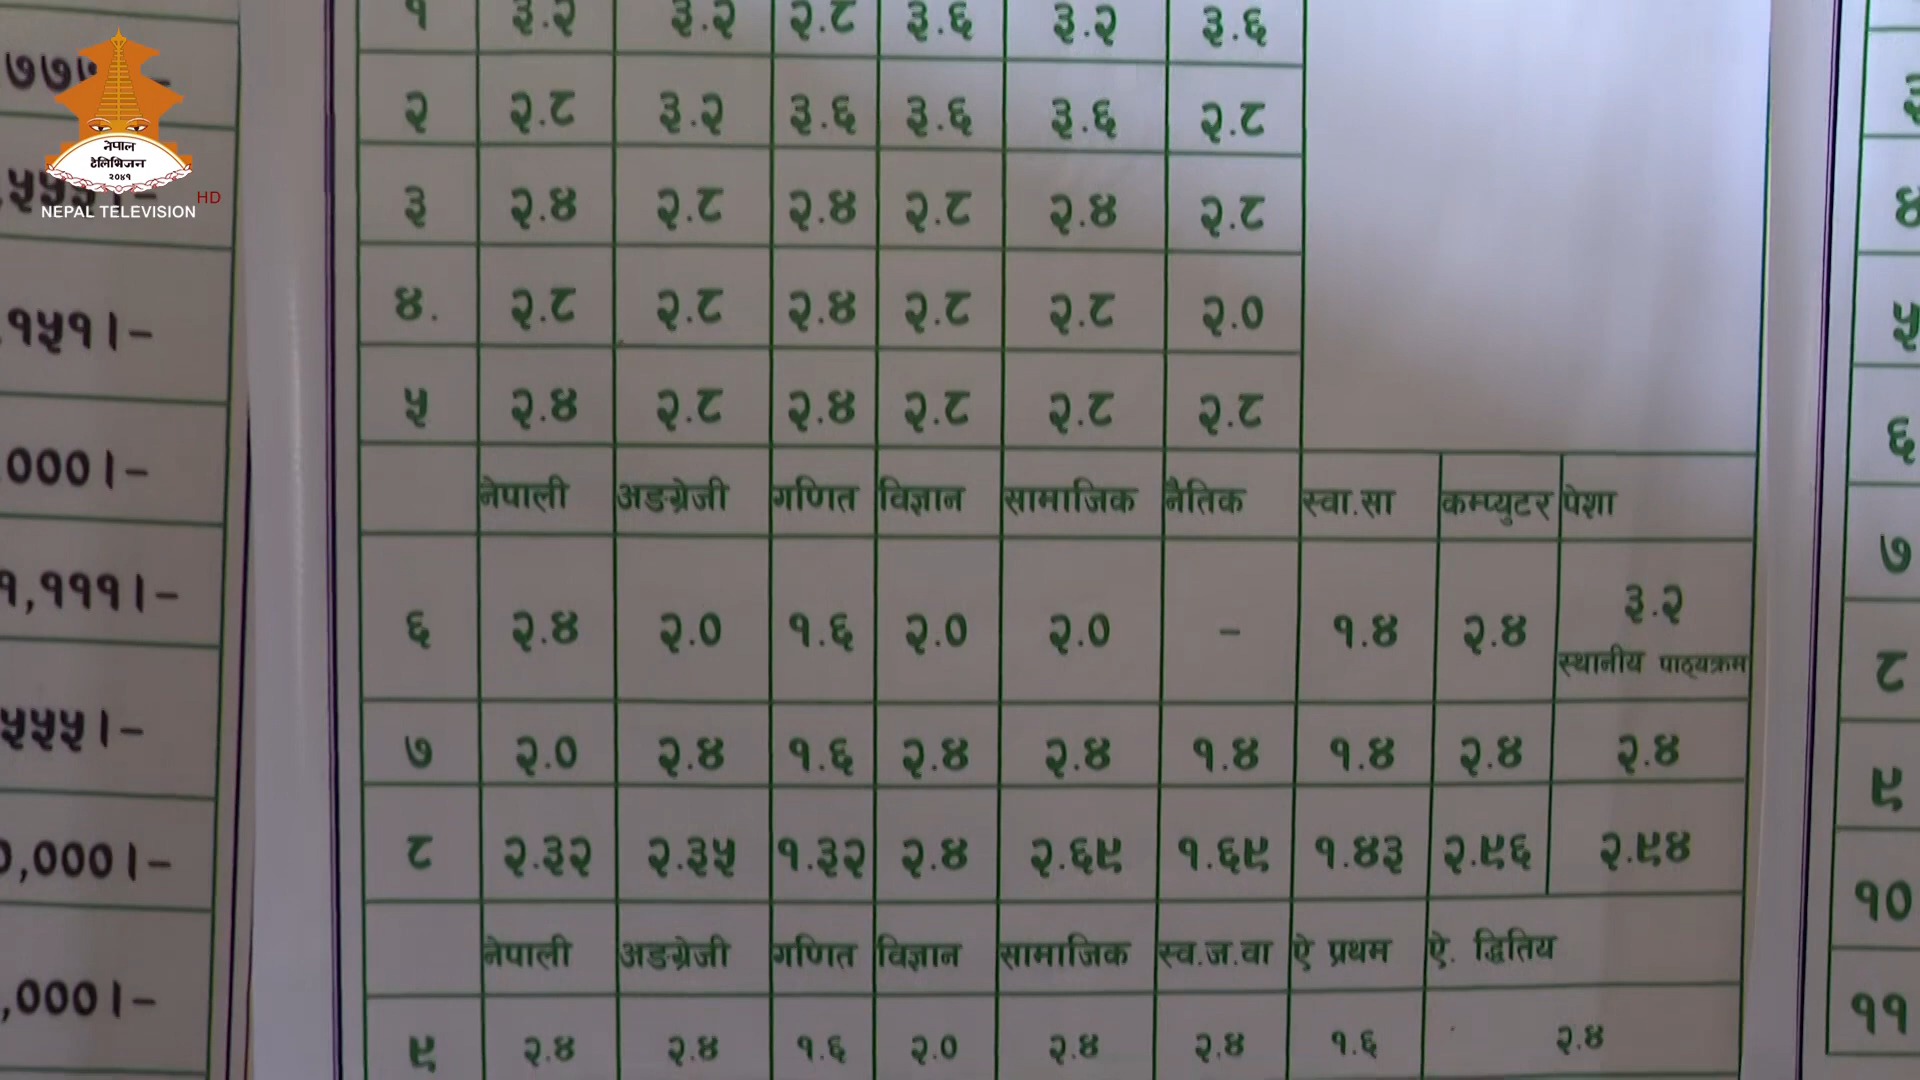 १ ३.२ ३.२ २.८ ३.६ ३.२ ३.६
२ २.८ ३.२ ३.६ ३.६ ३.६ २.८
३ २.४ २.८ २.४ २.८ २.४ २.८
४. २.८ २.८ २.४ २.८ २.८ २.०
५ २.४ २.८ २.४ २.८ २.८ २.८
नेपाली अङग्रेजी गणित विज्ञान सामाजिक नैतिक स्वा.सा कम्प्युटर पेशा
६ २.४ २.० १.६ २.० २.० - १.४ २.४ ३.२
स्थानीय पाठ्यक्रम
७ २.० २.४ १.६ २.४ २.४ १.४ १.४ २.४ २.४
८ २.३२ २.३५ १.३२ २.४ २.६९ १.६९ १.४३ २.९६ २.९४
नेपाली अङग्रेजी गणित विज्ञान सामाजिक स्व.ज.वा ऐ प्रथम ऐ. द्धितिय
९ २.४ २.४ १.६ २.० २.४ २.४ १.६ २.४
१५१।-
०००।-
१,१११।-
५५५।-
०,०००।-
,०००।-
४
५
६
७
८
९
१०
११
नेपाल
टेलिभिजन
२०४१
NEPAL TELEVISION HD